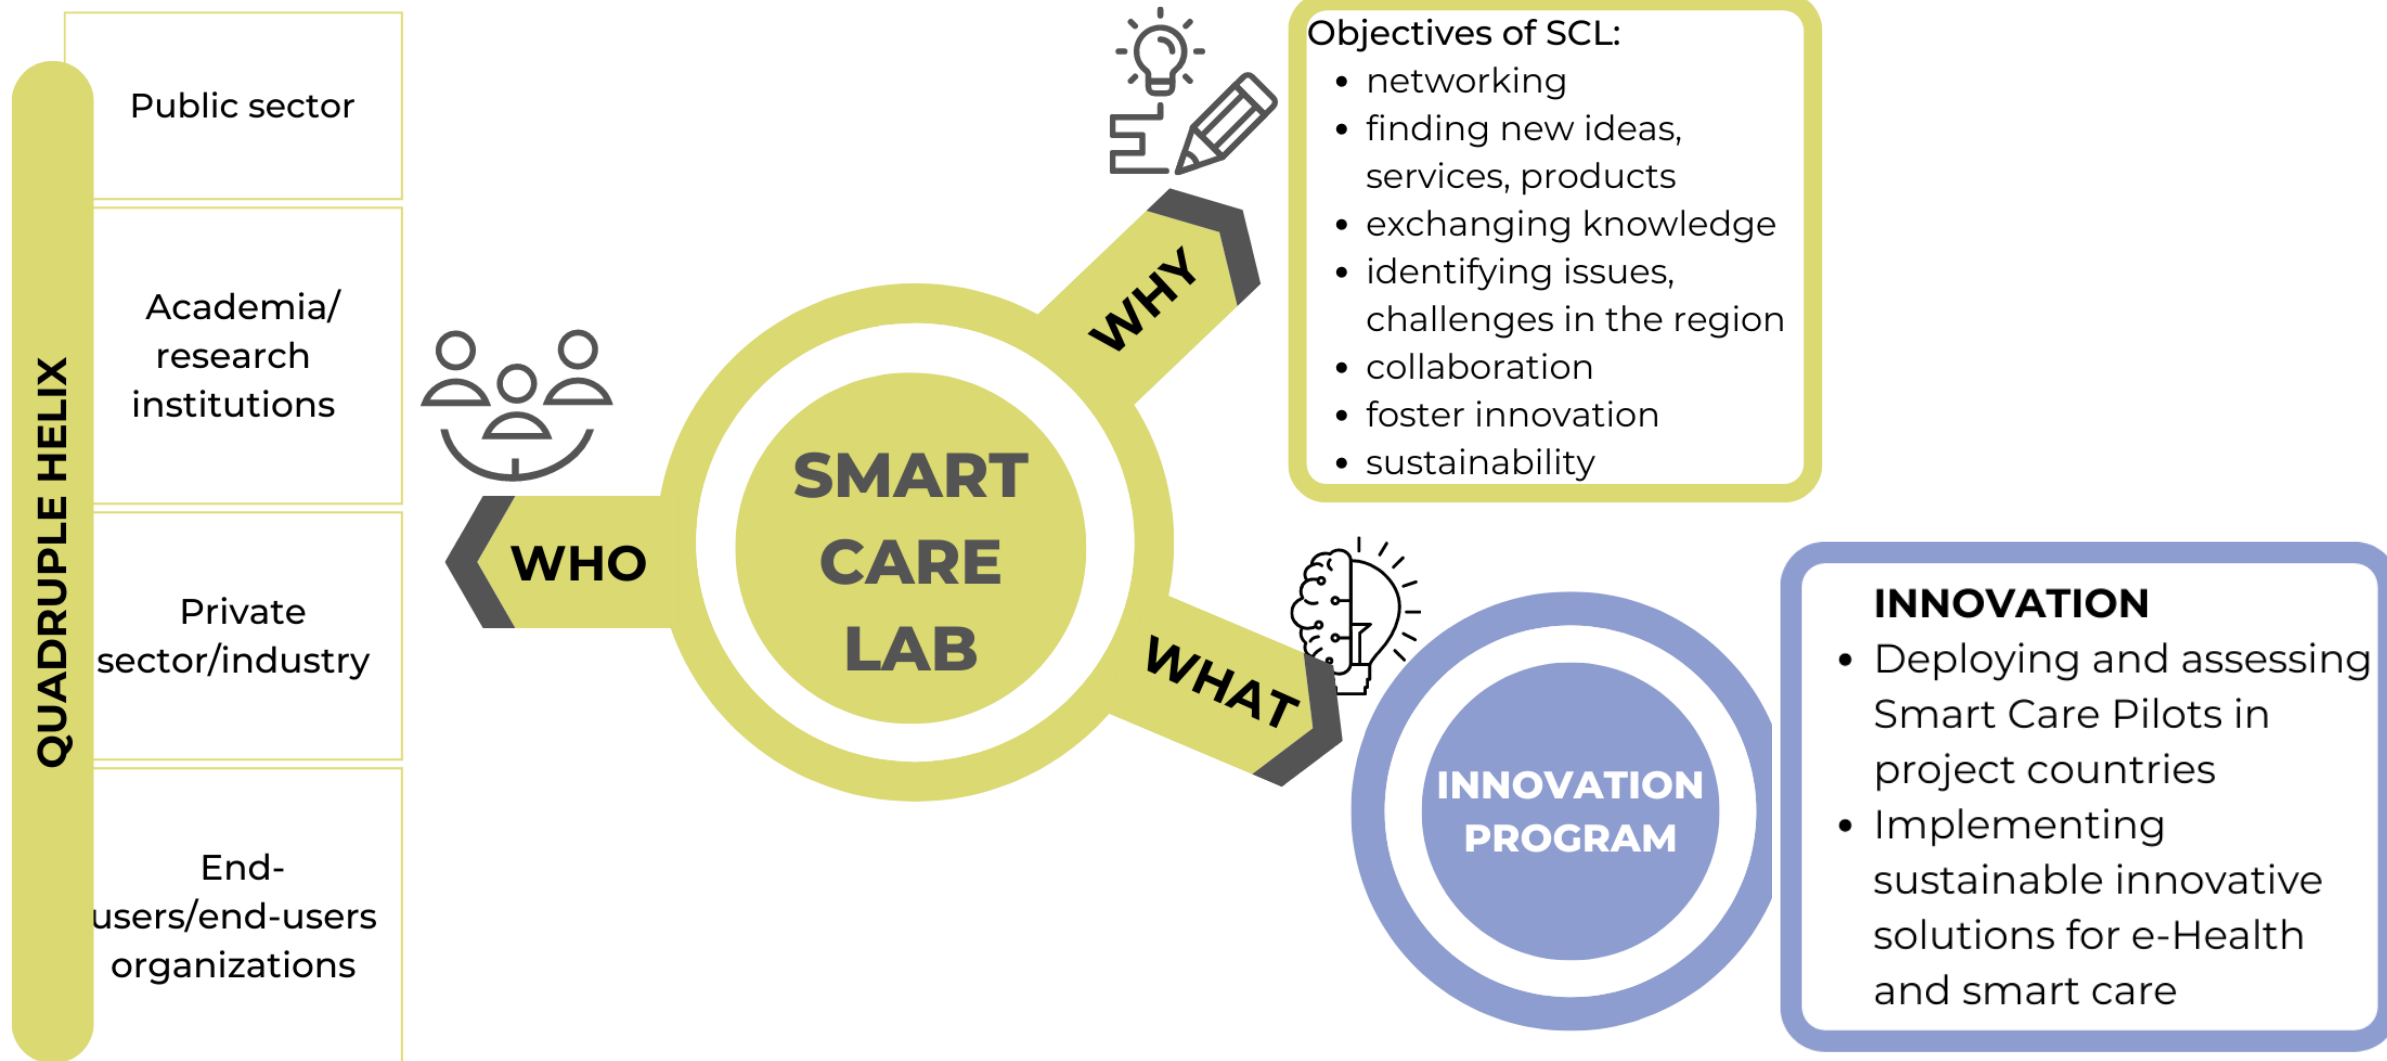 QUADRUPLE HELIX
Public sector
Academia/
research
institutions
Private
sector/industry
End-
users/end-users
organizations
WHO
SMART
CARE
LAB
WHY
Objectives of SCL:
• networking
• finding new ideas,
services, products
• exchanging knowledge
• identifying issues,
challenges in the region
• collaboration
• foster innovation
• sustainability
WHAT
INNOVATION
PROGRAM
INNOVATION
• Deploying and assessing
Smart Care Pilots in
project countries
• Implementing
sustainable innovative
solutions for e-Health
and smart care